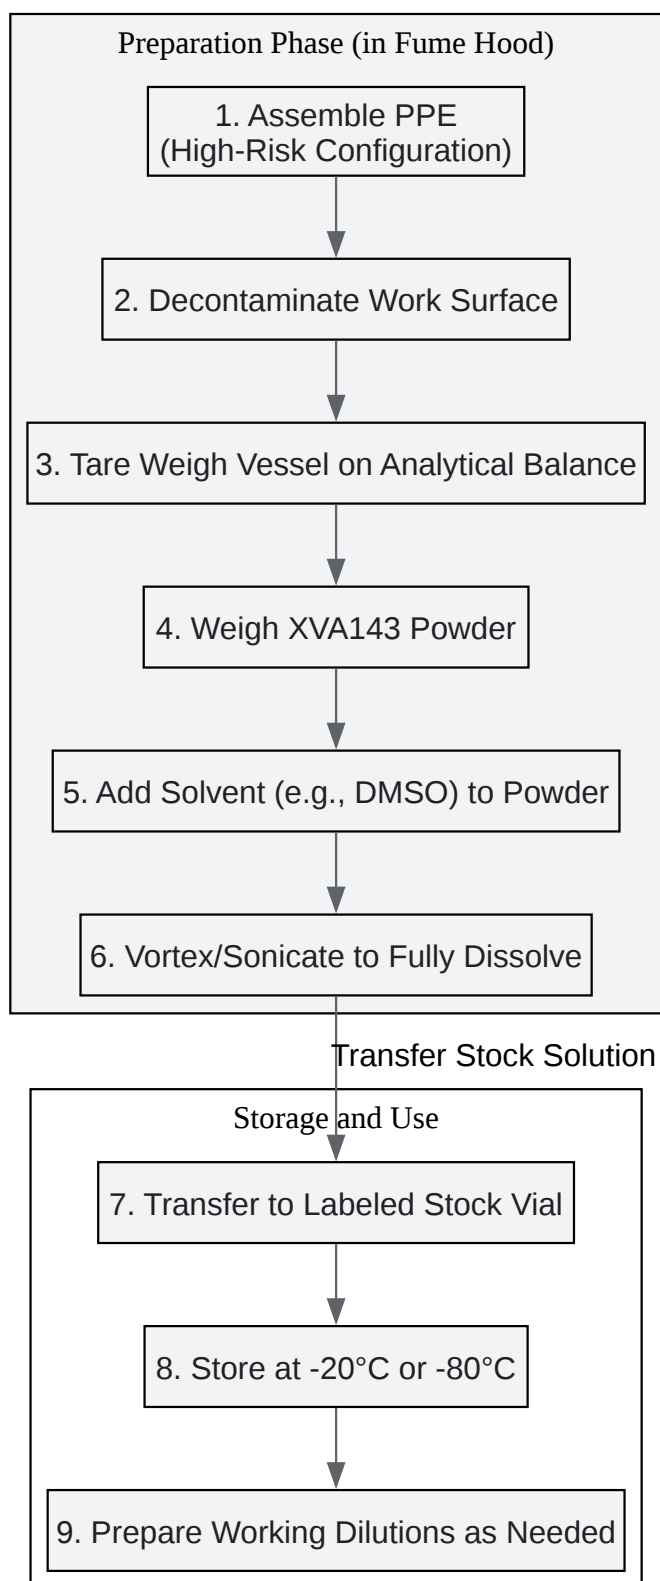 Preparation Phase (in Fume Hood)
1. Assemble PPE
(High-Risk Configuration)
2. Decontaminate Work Surface
3. Tare Weigh Vessel on Analytical Balance
4. Weigh XVA143 Powder
5. Add Solvent (e.g., DMSO) to Powder
6. Vortex/Sonicate to Fully Dissolve
Transfer Stock Solution
Storage and Use
7. Transfer to Labeled Stock Vial
8. Store at -20°C or -80°C
9. Prepare Working Dilutions as Needed